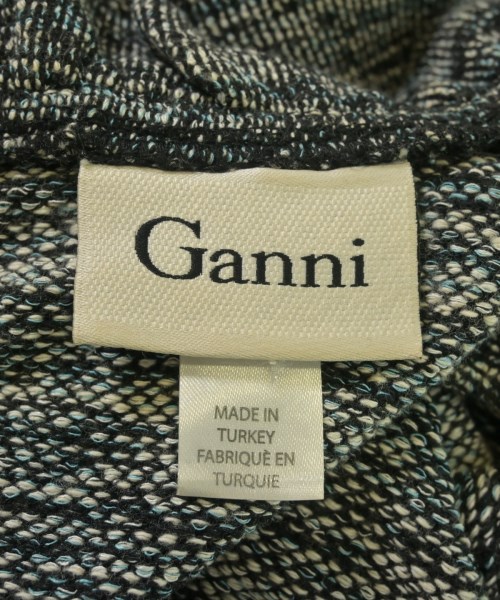 Ganni
MADE IN
TURKEY
FABRIQUÈ EN
TURQUIE